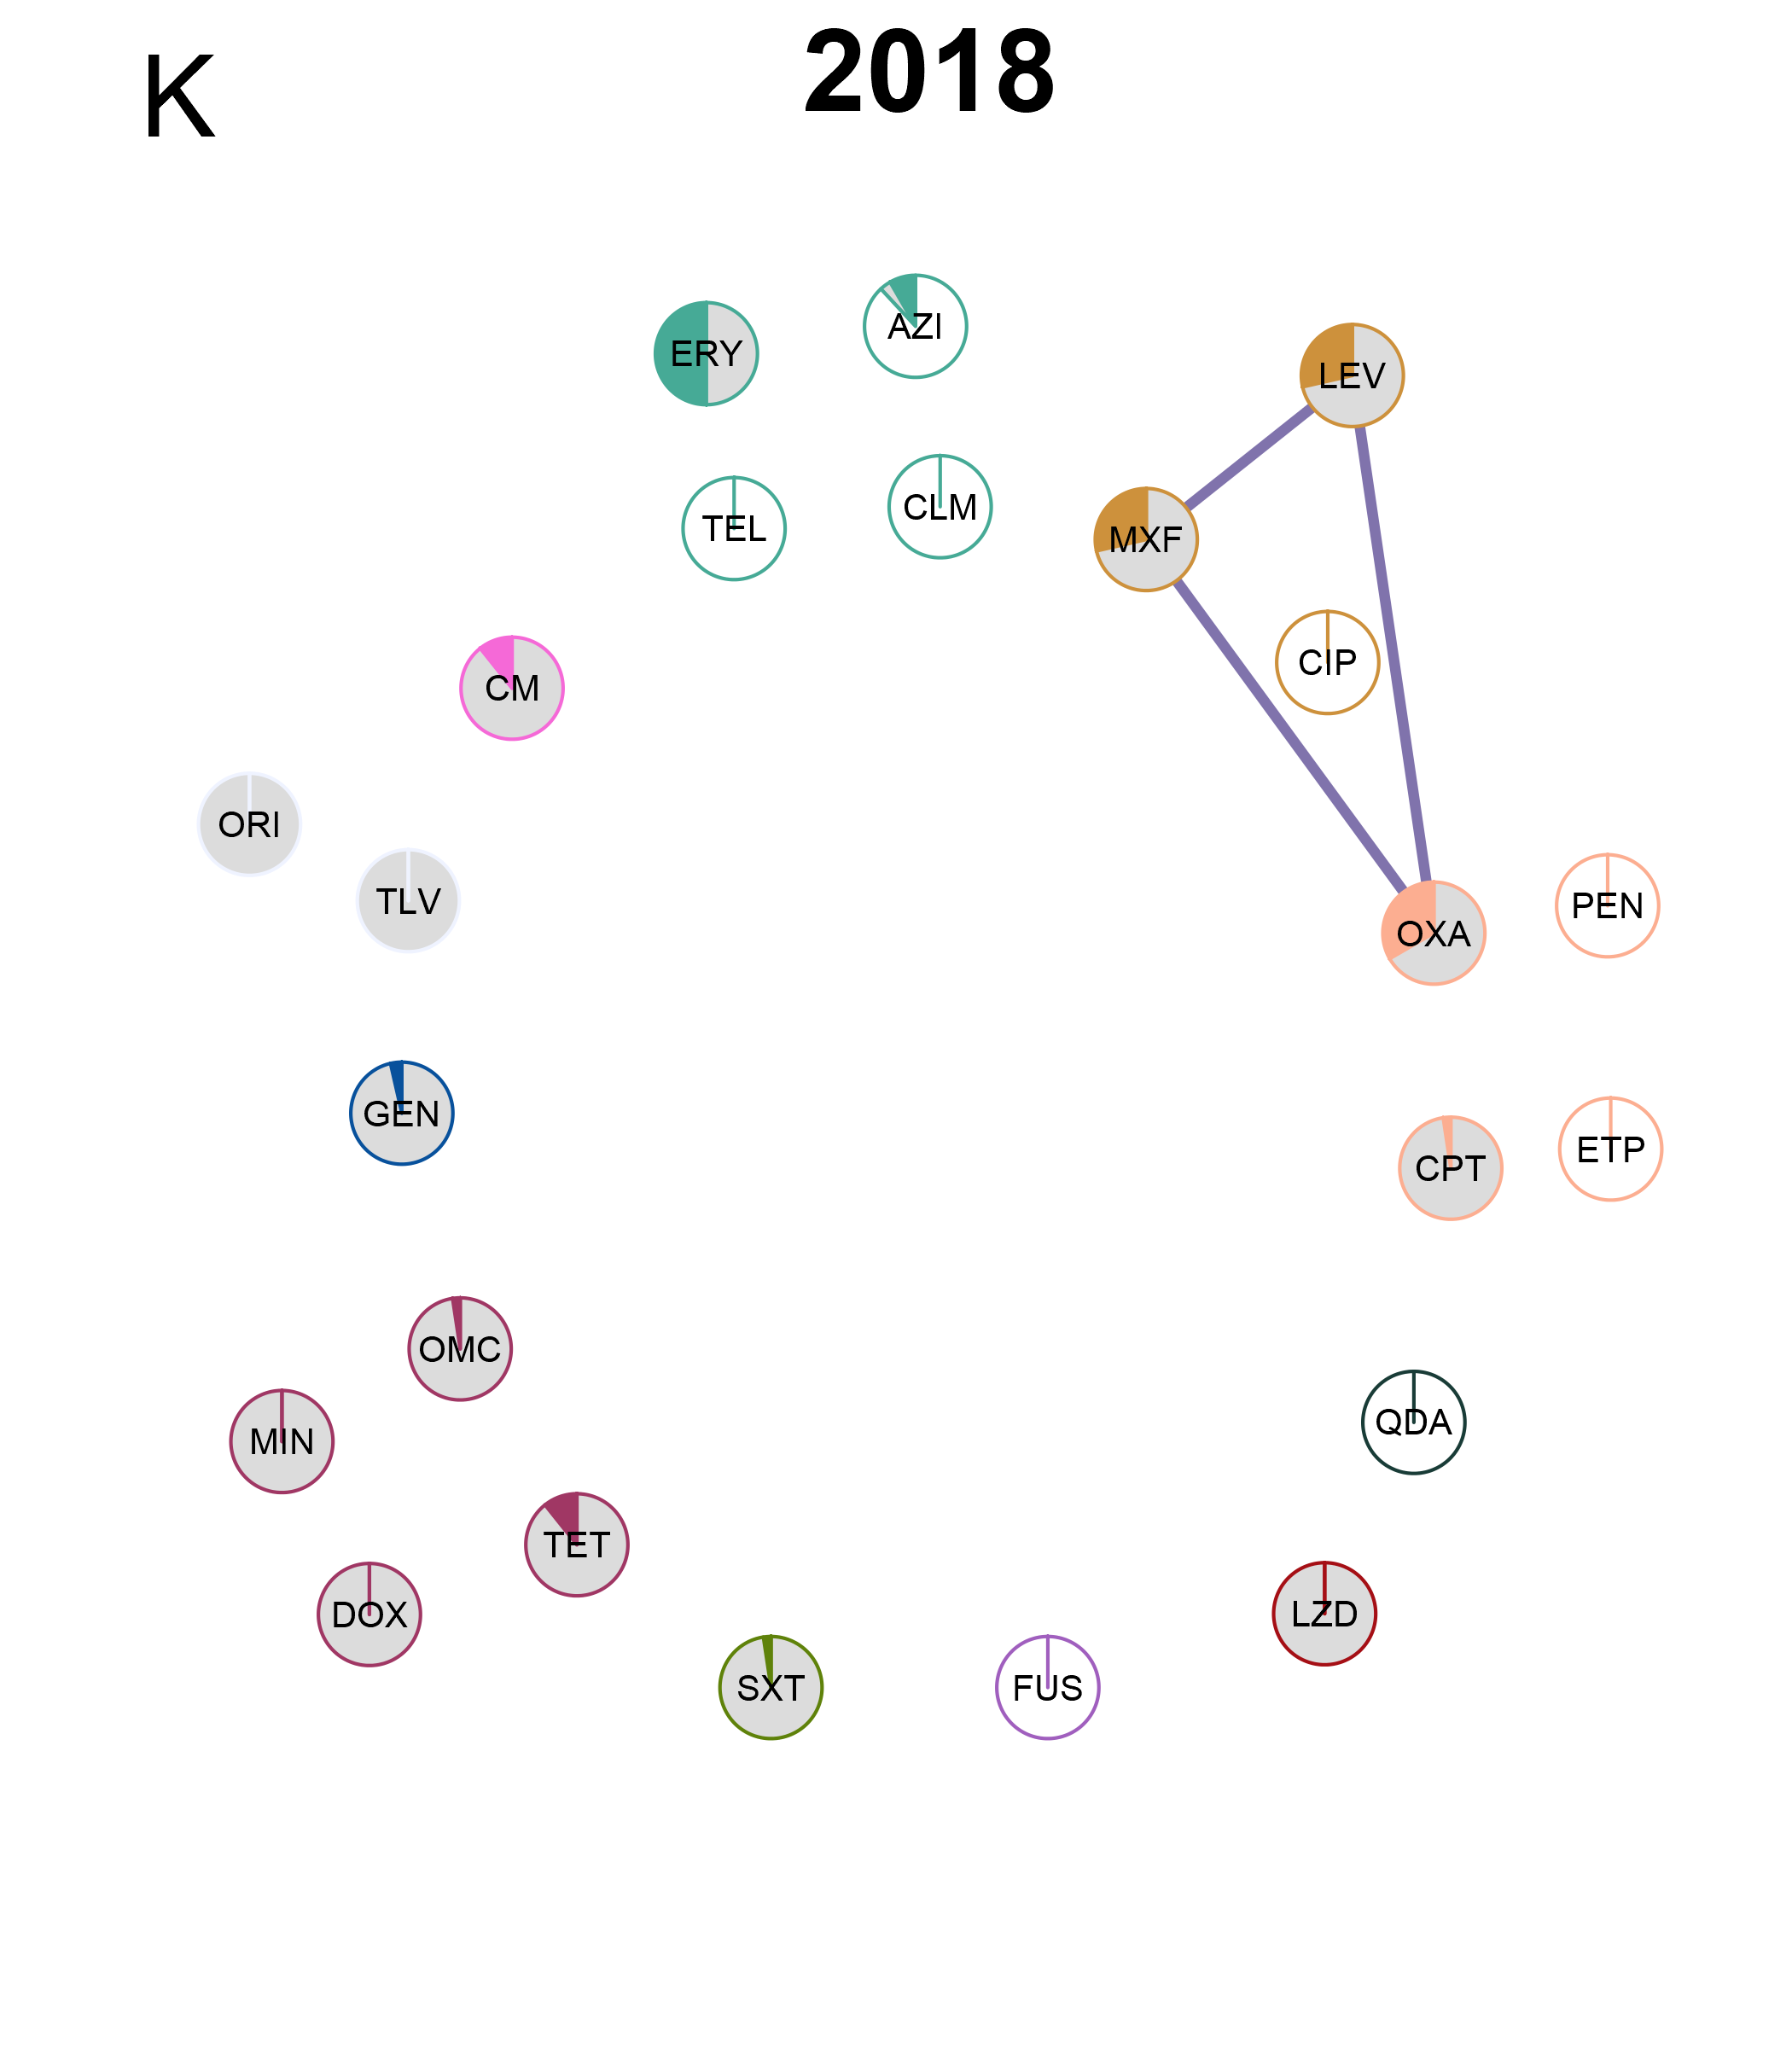 K
2018
ERY
AZI
LEV
TEL
CLM
MXF
CIP
CM
ORI
TLV
PEN
OXA
GEN
ETP
CPT
OMC
MIN
QDA
TET
DOX
LZD
SXT
FUS